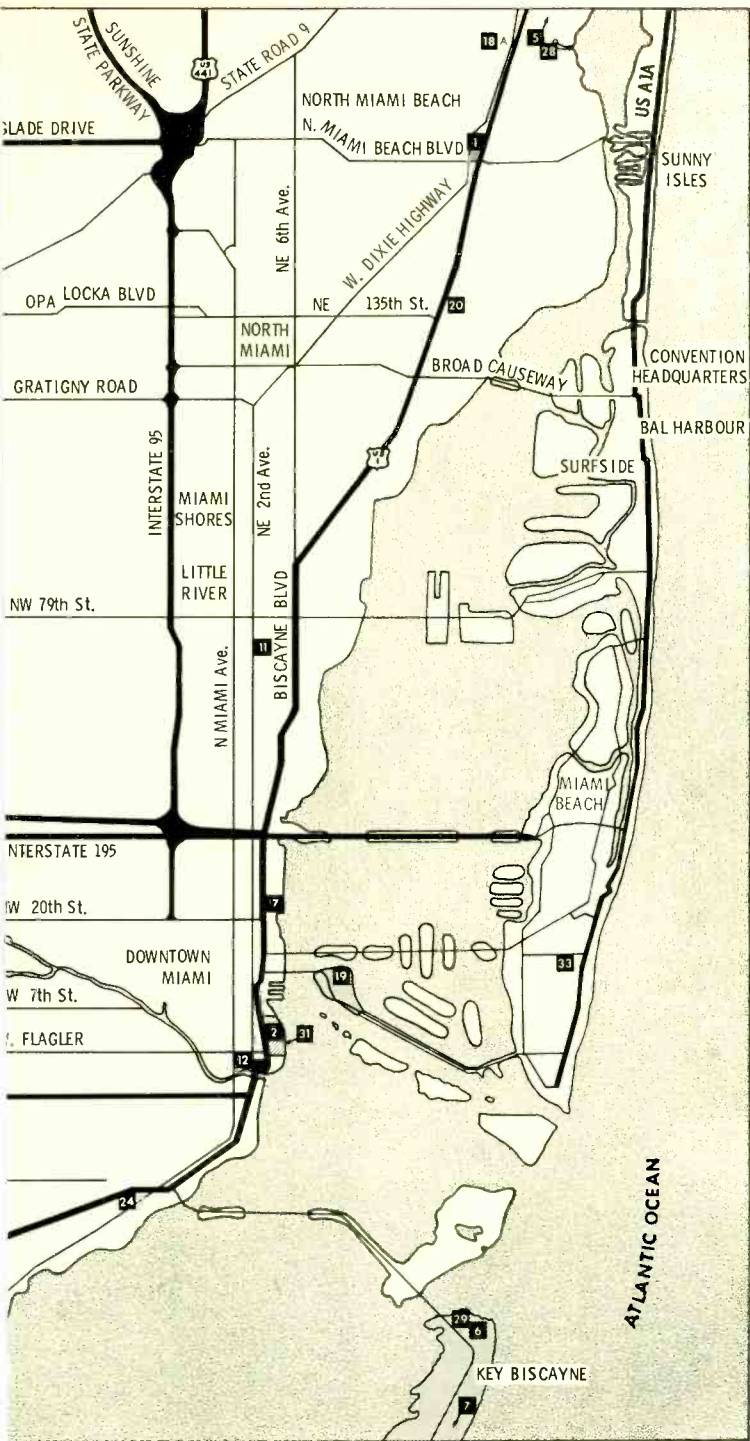 SUNSHINE
STATE PARKWAY
US
441
STATE ROAD 9
18 A
5
28
US A1A
NORTH MIAMI BEACH
GLADE DRIVE
N. MIAMI BEACH BLVD
1
SUNNY
ISLES
NE 6th Ave.
W. DIXIE HIGHWAY
OPA LOCKA BLVD
NE 135th St.
20
NORTH
MIAMI
CONVENTION
HEADQUARTERS
BROAD CAUSEWAY
GRATIGNY ROAD
BAL HARBOUR
INTERSTATE 95
US
1
SURFSIDE
MIAMI
SHORES
NE 2nd Ave.
LITTLE
RIVER
NW 79th St.
BISCAYNE BLVD
11
N MIAMI Ave.
MIAMI
BEACH
NTERSTATE 195
17
W 20th St.
DOWNTOWN
MIAMI
33
19
W 7th St.
2
31
. FLAGLER
12
24
ATLANTIC OCEAN
29
6
KEY BISCAYNE
7